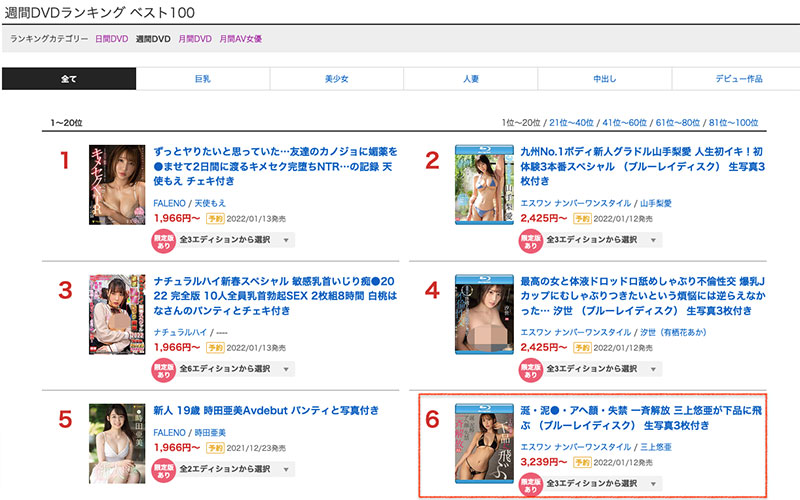 週間DVDランキング ベスト100
ランキングカテゴリー 日間DVD 週間DVD 月間DVD 月間AV女優
全て 巨乳 美少女 人妻 中出し デビュー作品
1〜20位
1位〜20位 / 21位〜40位 / 41位〜60位 / 61位〜80位 / 81位〜100位
1
ずっとヤりたいと思っていた…友達のカノジョに媚薬を
●ませて2日間に渡るキメセク完堕ちNTR…の記録 天
使もえ チェキ付き
FALENO / 天使もえ
1,966円〜 予約 2022/01/13発売
限定版あり 全3エディションから選択
2
九州No.1ボディ新人グラドル山手梨愛 人生初イキ！初
体験3本番スペシャル （ブルーレイディスク） 生写真3
枚付き
エスワン ナンバーワンスタイル / 山手梨愛
2,425円〜 予約 2022/01/12発売
限定版あり 全3エディションから選択
3
ナチュラルハイ新春スペシャル 敏感乳首いじり痴●20
22 完全版 10人全員乳首勃起SEX 2枚組8時間 白桃は
なさんのパンティとチェキ付き
ナチュラルハイ / ----
1,966円〜 予約 2022/01/13発売
限定版あり 全6エディションから選択
4
最高の女と体液ドロッドロ舐めしゃぶり不倫性交 爆乳J
カップにむしゃぶりつきたいという煩悩には逆らえなか
った… 汐世 （ブルーレイディスク） 生写真3枚付き
エスワン ナンバーワンスタイル / 汐世（有栖花あか）
2,425円〜 予約 2022/01/12発売
限定版あり 全3エディションから選択
5
新人 19歳 時田亜美Avdebut パンティと写真付き
FALENO / 時田亜美
1,966円〜 予約 2021/12/23発売
限定版あり 全2エディションから選択
6
涎・泥●・アヘ顔・失禁 一斉解放 三上悠亜が下品に飛
ぶ （ブルーレイディスク） 生写真3枚付き
エスワン ナンバーワンスタイル / 三上悠亜
3,239円〜 予約 2022/01/12発売
限定版あり 全3エディションから選択
キメセク
山手梨愛
汐世
時田亜美
下品に飛ぶ